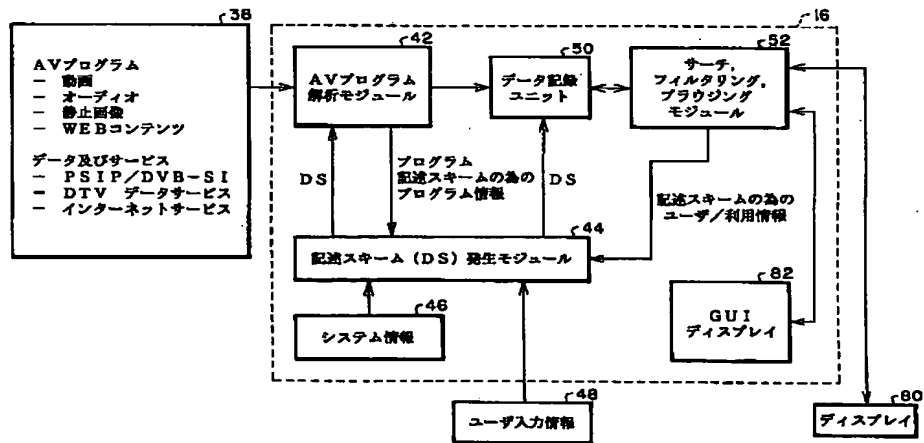 38
AVプログラム
－ 動画
－ オーディオ
－ 静止画像
－ WEBコンテンツ
データ及びサービス
－ PSIP／DVB－SI
－ DTV データサービス
－ インターネットサービス
16
42
AVプログラム
解析モジュール
50
データ記録
ユニット
52
サーチ，
フィルタリング，
ブラウジング
モジュール
DS
プログラム
記述スキームの為の
プログラム情報
DS
記述スキームの為の
ユーザ／利用情報
44
記述スキーム（DS）発生モジュール
46
システム情報
82
GUI
ディスプレイ
48
ユーザ入力情報
80
ディスプレイ